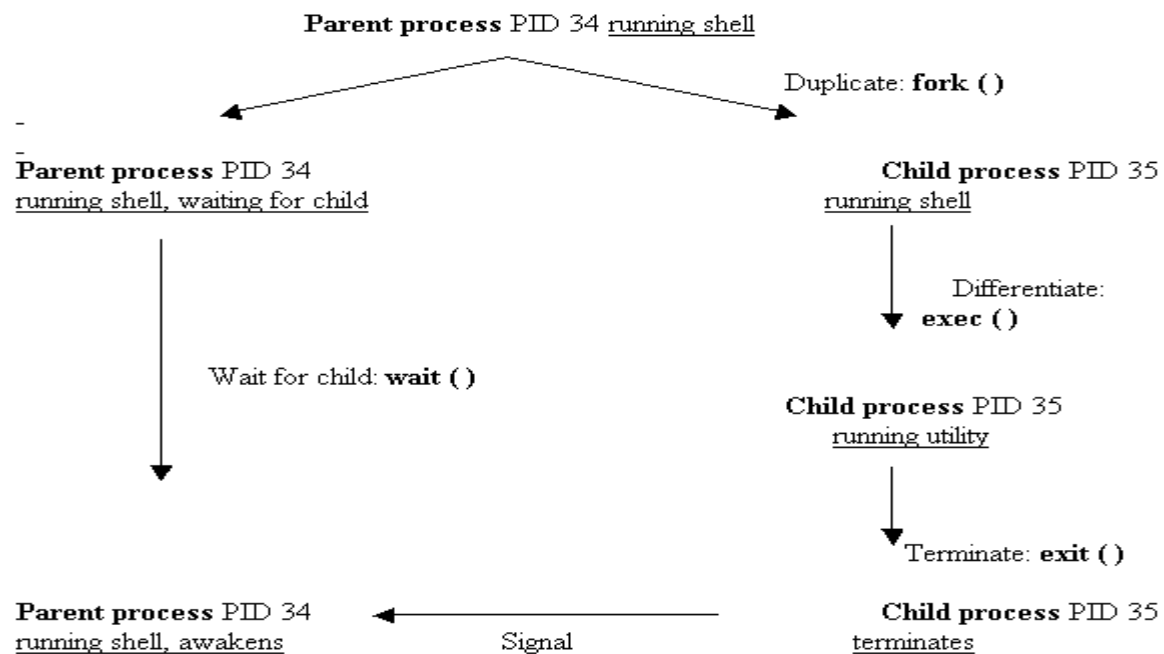 Parent process PID 34 running shell
Duplicate: fork ( )
-
-
Parent process PID 34
running shell, waiting for child
Child process PID 35
running shell
Differentiate:
exec ( )
Wait for child: wait ( )
Child process PID 35
running utility
Terminate: exit ( )
Parent process PID 34
running shell, awakens
Signal
Child process PID 35
terminates